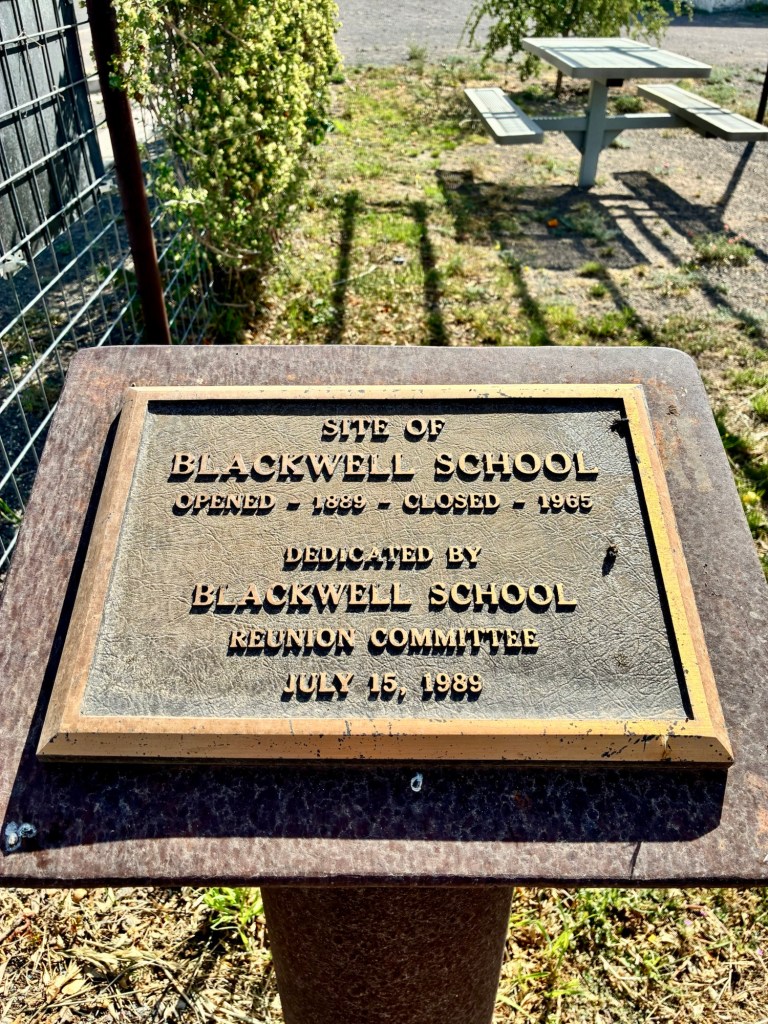 SITE OF
BLACKWELL SCHOOL
OPENED - 1889 - CLOSED - 1965
DEDICATED BY
BLACKWELL SCHOOL
REUNION COMMITTEE
JULY 15, 1989